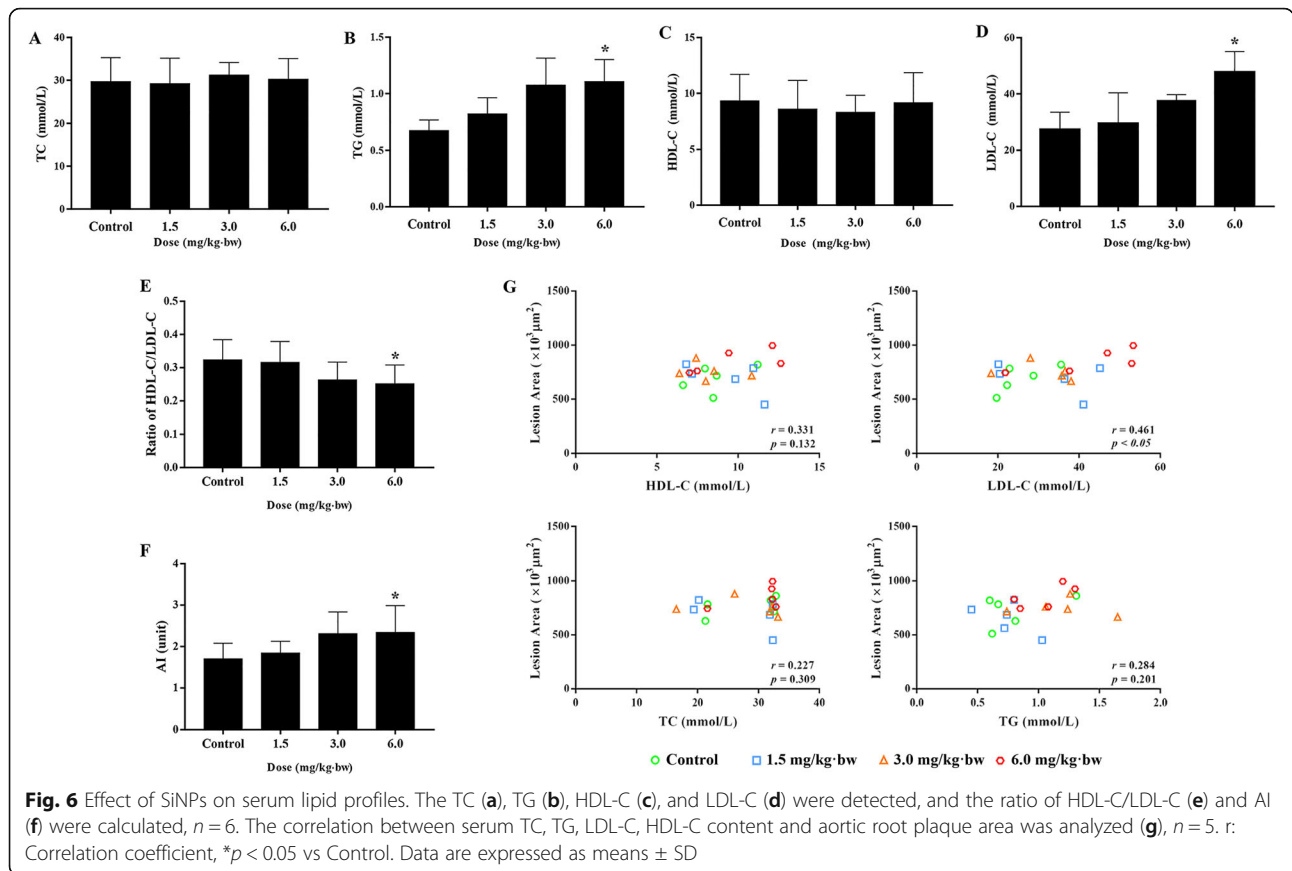 A
TC (mmol/L)
40
30
20
10
0
Control 1.5 3.0 6.0
Dose (mg/kg·bw)
B
TG (mmol/L)
1.5
1.0
0.5
0.0
*
Control 1.5 3.0 6.0
Dose (mg/kg·bw)
C
HDL-C (mmol/L)
15
10
5
0
Control 1.5 3.0 6.0
Dose (mg/kg·bw)
D
LDL-C (mmol/L)
60
40
20
0
*
Control 1.5 3.0 6.0
Dose (mg/kg·bw)
E
Ratio of HDL-C/LDL-C
0.5
0.4
0.3
0.2
0.1
0.0
*
Control 1.5 3.0 6.0
Dose (mg/kg·bw)
F
AI (unit)
4
3
2
1
0
*
Control 1.5 3.0 6.0
Dose (mg/kg·bw)
G
Lesion Area (×10³μm²)
1500
1000
500
0
r = 0.331
p = 0.132
0 5 10 15
HDL-C (mmol/L)
Lesion Area (×10³μm²)
1500
1000
500
0
r = 0.461
p < 0.05
0 20 40 60
LDL-C (mmol/L)
Lesion Area (×10³μm²)
1500
1000
500
0
r = 0.227
p = 0.309
0 10 20 30 40
TC (mmol/L)
Lesion Area (×10³μm²)
1500
1000
500
0
r = 0.284
p = 0.201
0.0 0.5 1.0 1.5 2.0
TG (mmol/L)
Control 1.5 mg/kg·bw 3.0 mg/kg·bw 6.0 mg/kg·bw
Fig. 6 Effect of SiNPs on serum lipid profiles. The TC (a), TG (b), HDL-C (c), and LDL-C (d) were detected, and the ratio of HDL-C/LDL-C (e) and AI
(f) were calculated, n = 6. The correlation between serum TC, TG, LDL-C, HDL-C content and aortic root plaque area was analyzed (g), n = 5. r:
Correlation coefficient, *p < 0.05 vs Control. Data are expressed as means ± SD